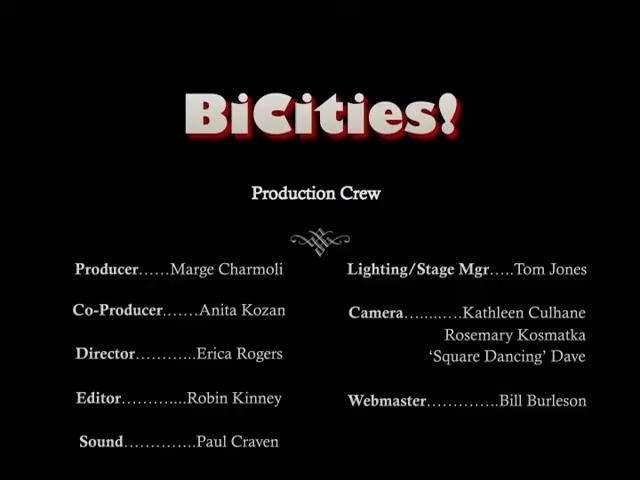 BiCities!
Production Crew
Producer......Marge Charmoli
Co-Producer.......Anita Kozan
Director............Erica Rogers
Editor.............Robin Kinney
Sound..............Paul Craven
Lighting/Stage Mgr.....Tom Jones
Camera...........Kathleen Culhane
Rosemary Kosmatka
‘Square Dancing’ Dave
Webmaster..............Bill Burleson